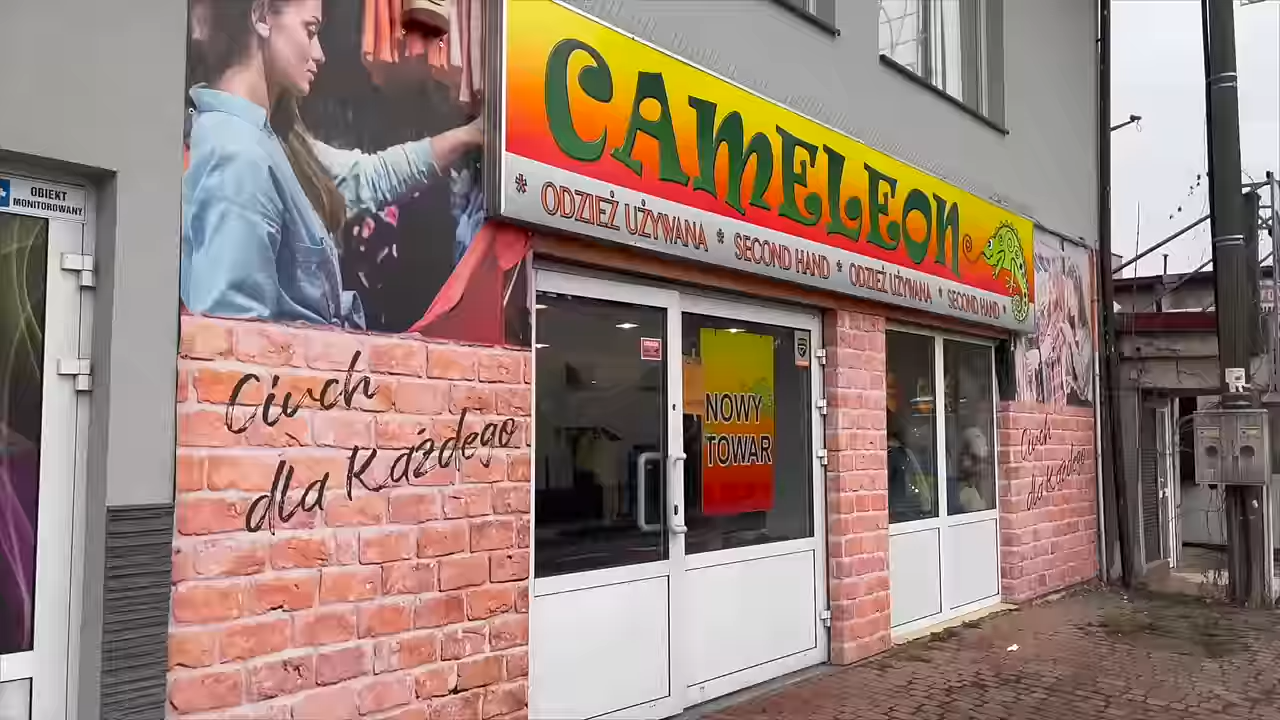 OBIEKT
MONITOROWANY
CAMELEON
* ODZIEŻ UŻYWANA * SECOND HAND * ODZIEŻ UŻYWANA * SECOND HAND *
NOWY
TOWAR
Ciuch
dla Każdego
Ciuch
dla Każdego